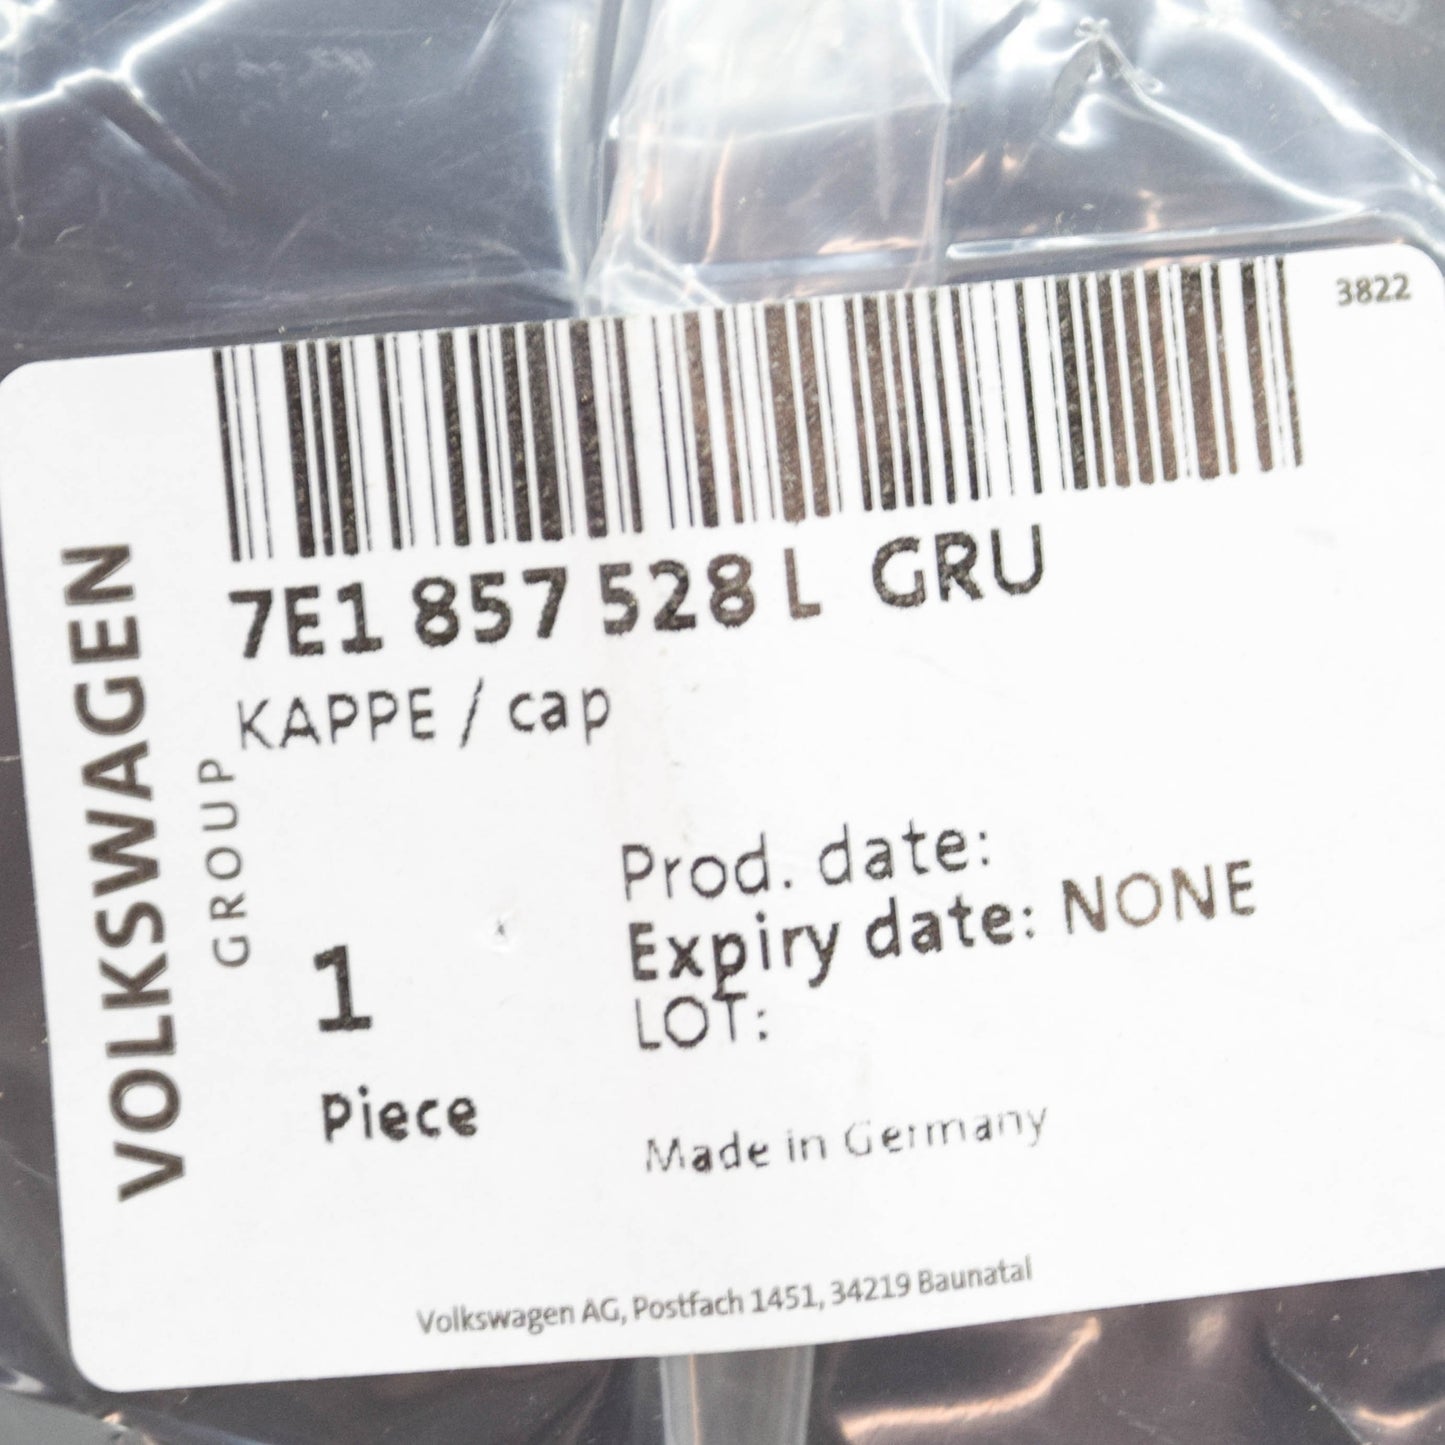 3822
7E1 857 528 L GRU
KAPPE / cap
VOLKSWAGEN
GROUP
1
Piece
Prod. date:
Expiry date: NONE
LOT:
Made in Germany
Volkswagen AG, Postfach 1451, 34219 Baunatal